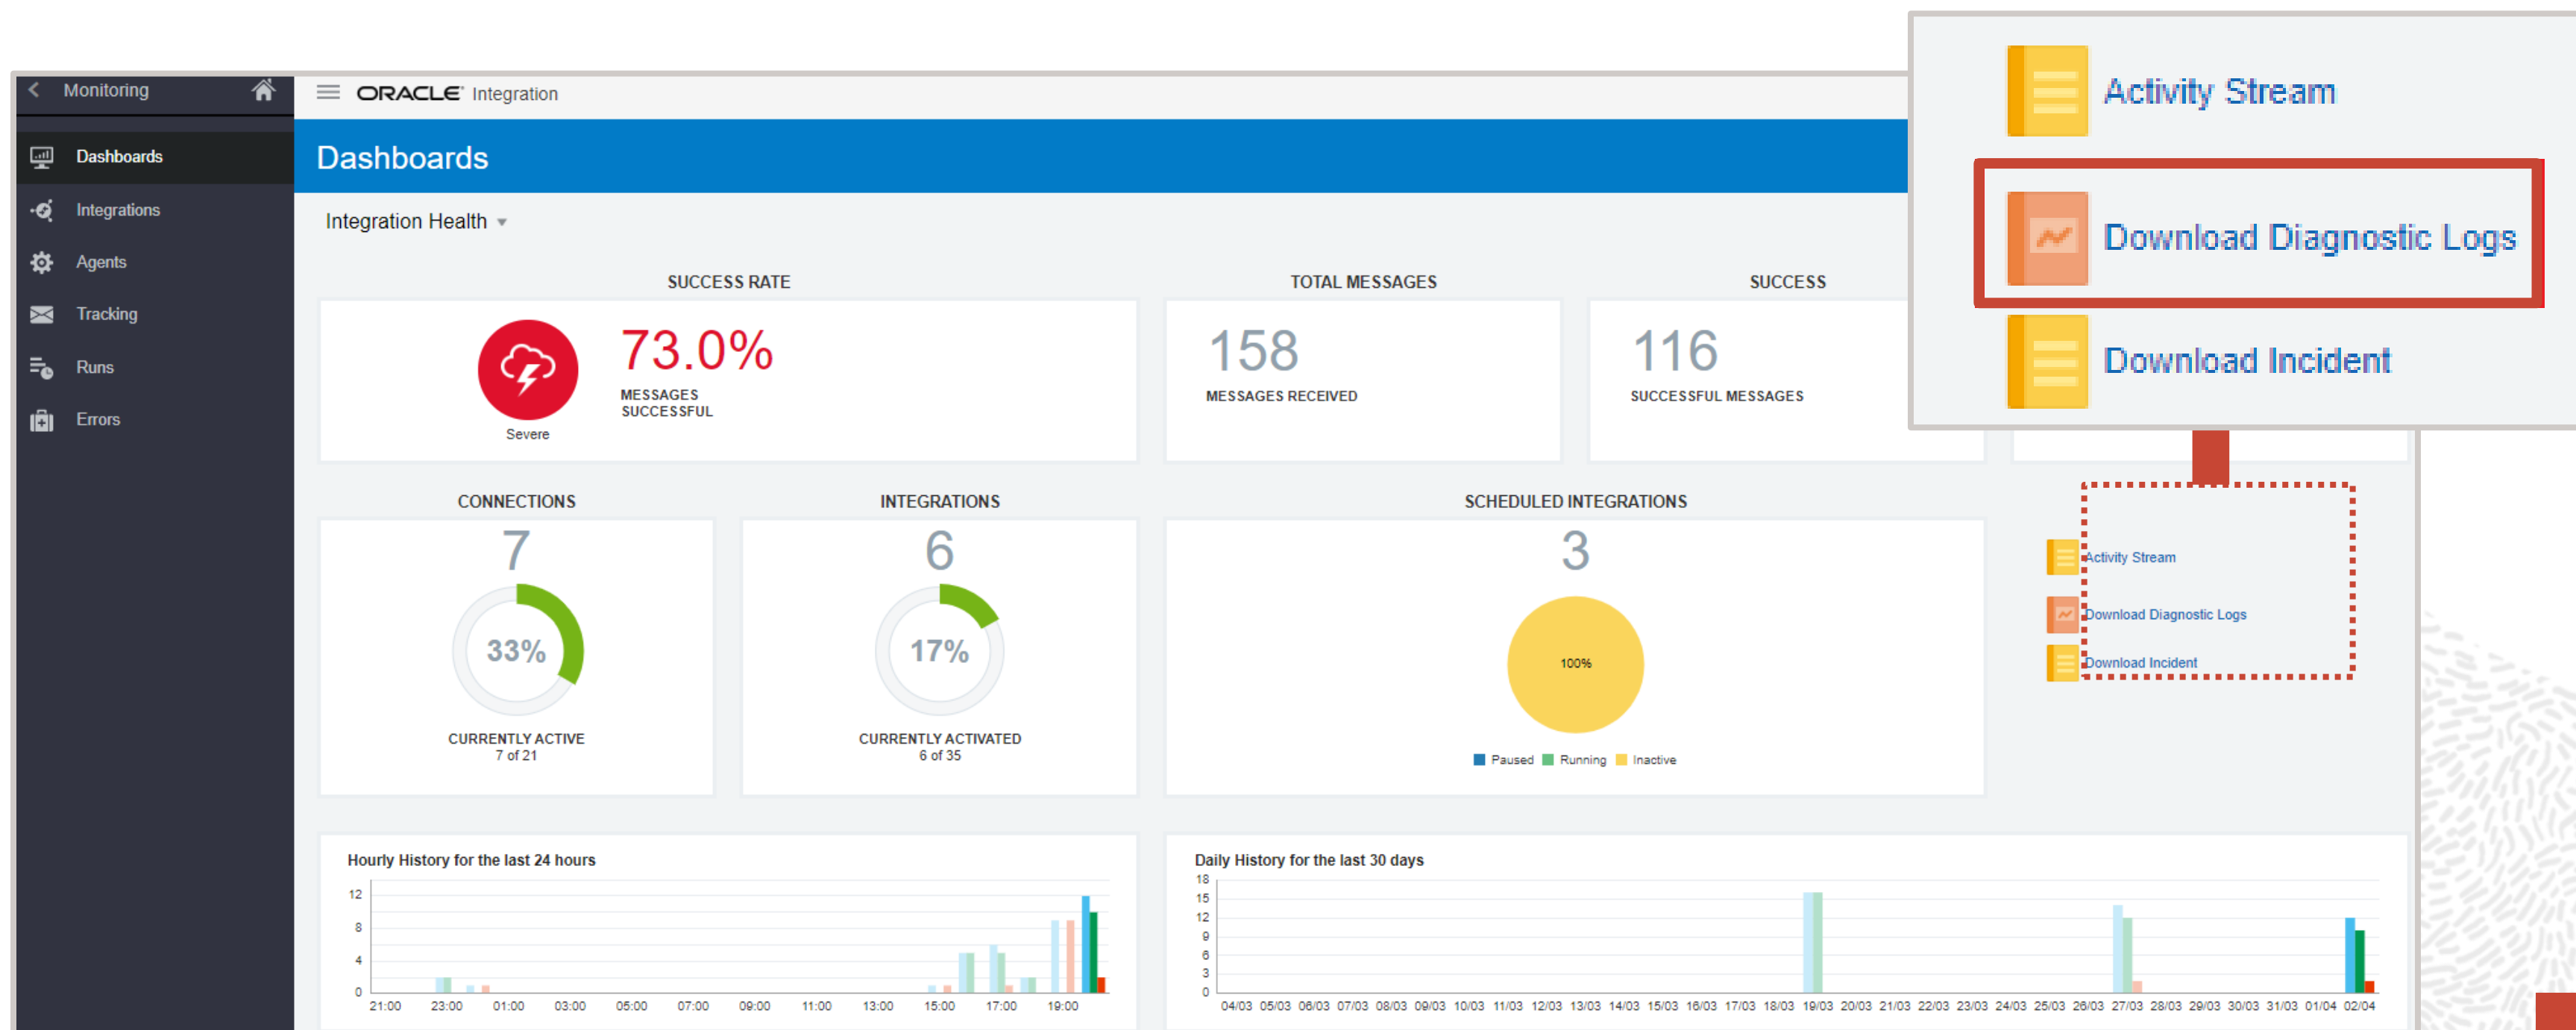 Monitoring
Dashboards
Integrations
Agents
Tracking
Runs
Errors
ORACLE Integration
Dashboards
Integration Health
SUCCESS RATE
73.0%
MESSAGES
SUCCESSFUL
Severe
TOTAL MESSAGES
158
MESSAGES RECEIVED
SUCCESS
116
SUCCESSFUL MESSAGES
Activity Stream
Download Diagnostic Logs
Download Incident
CONNECTIONS
7
33%
CURRENTLY ACTIVE
7 of 21
INTEGRATIONS
6
17%
CURRENTLY ACTIVATED
6 of 35
SCHEDULED INTEGRATIONS
3
100%
Paused Running Inactive
Activity Stream
Download Diagnostic Logs
Download Incident
Hourly History for the last 24 hours
12
8
4
0
21:00 23:00 01:00 03:00 05:00 07:00 09:00 11:00 13:00 15:00 17:00 19:00
Daily History for the last 30 days
18
15
12
9
6
3
0
04/03 05/03 06/03 07/03 08/03 09/03 10/03 11/03 12/03 13/03 14/03 15/03 16/03 17/03 18/03 19/03 20/03 21/03 22/03 23/03 24/03 25/03 26/03 27/03 28/03 29/03 30/03 31/03 01/04 02/04